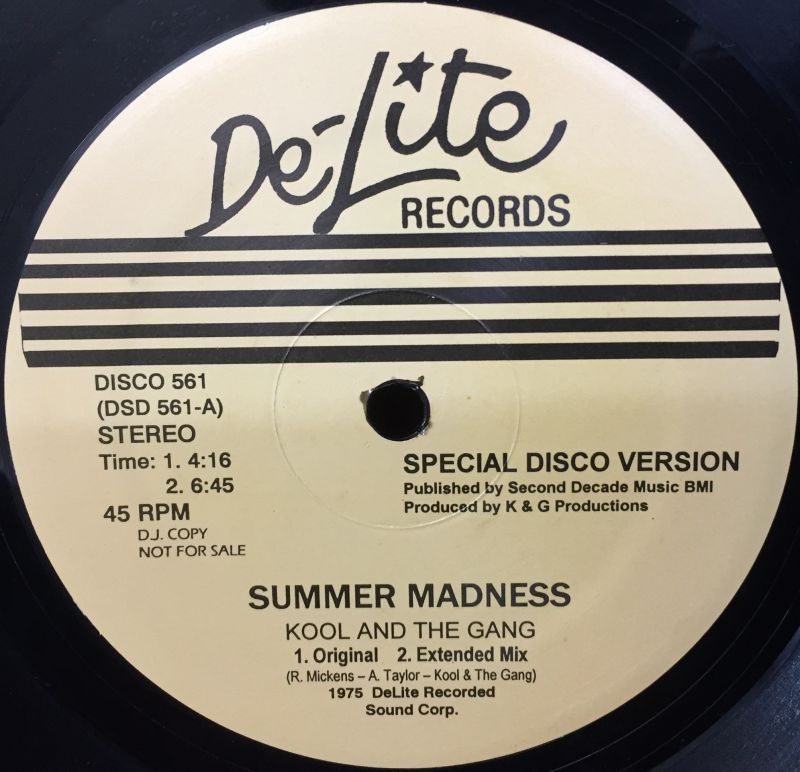 De-Lite
RECORDS
DISCO 561
(DSD 561-A)
STEREO
Time: 1. 4:16
2. 6:45
45 RPM
D.J. COPY
NOT FOR SALE
SPECIAL DISCO VERSION
Published by Second Decade Music BMI
Produced by K & G Productions
SUMMER MADNESS
KOOL AND THE GANG
1. Original 2. Extended Mix
(R. Mickens – A. Taylor – Kool & The Gang)
1975 DeLite Recorded
Sound Corp.